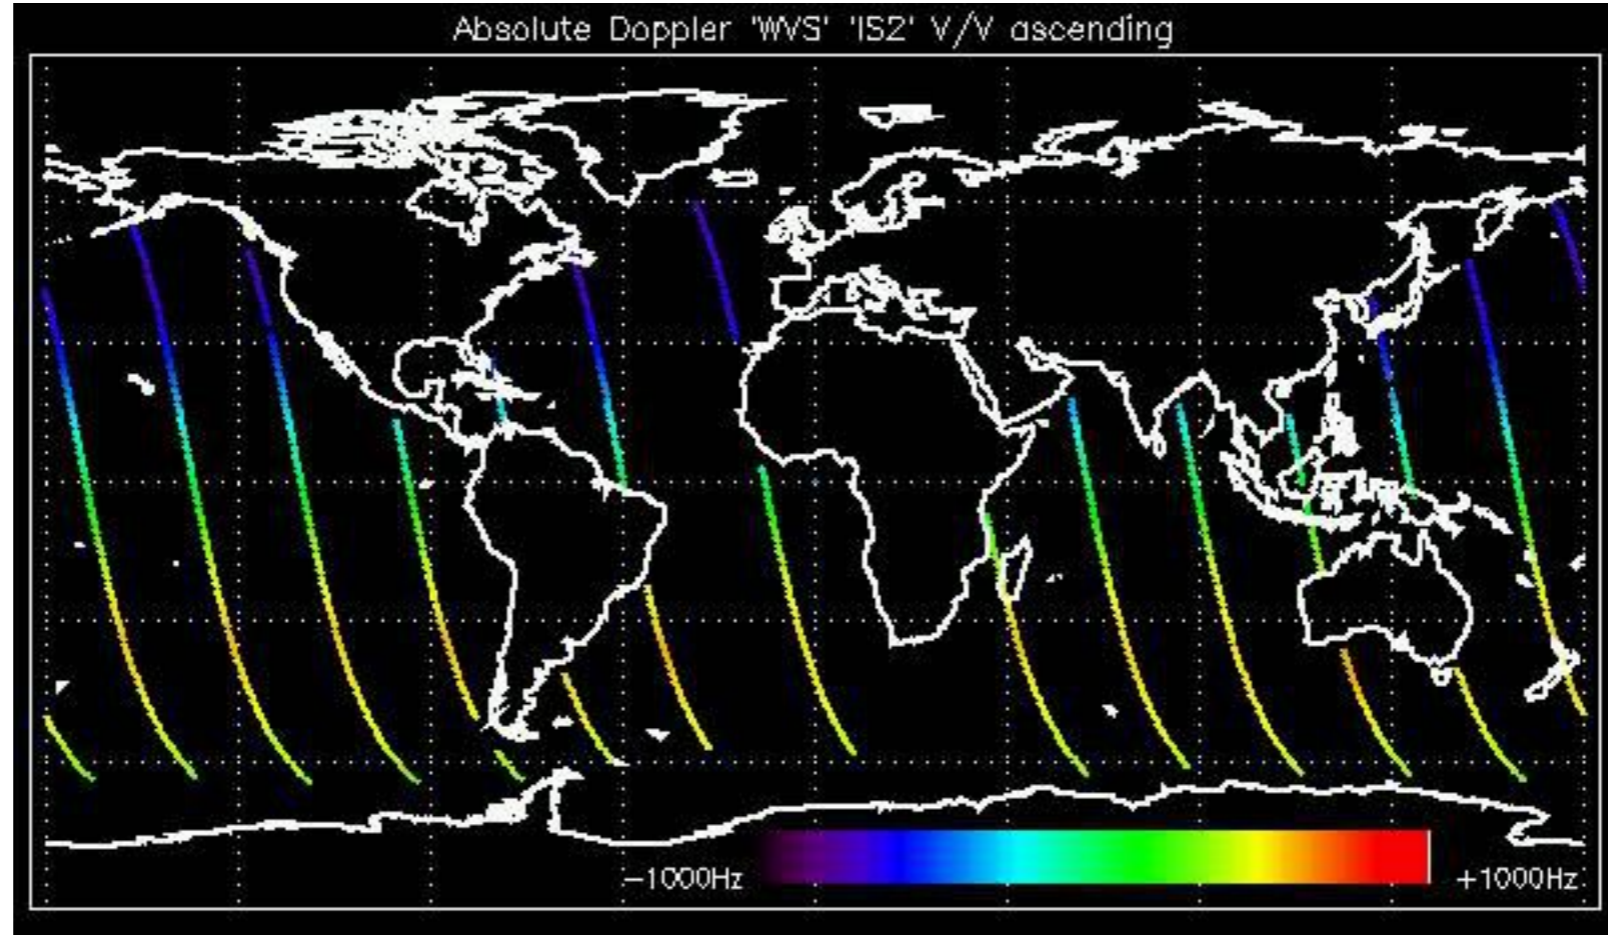 Absolute Doppler 'WVS' 'IS2' V/V ascending
−1000Hz +1000Hz